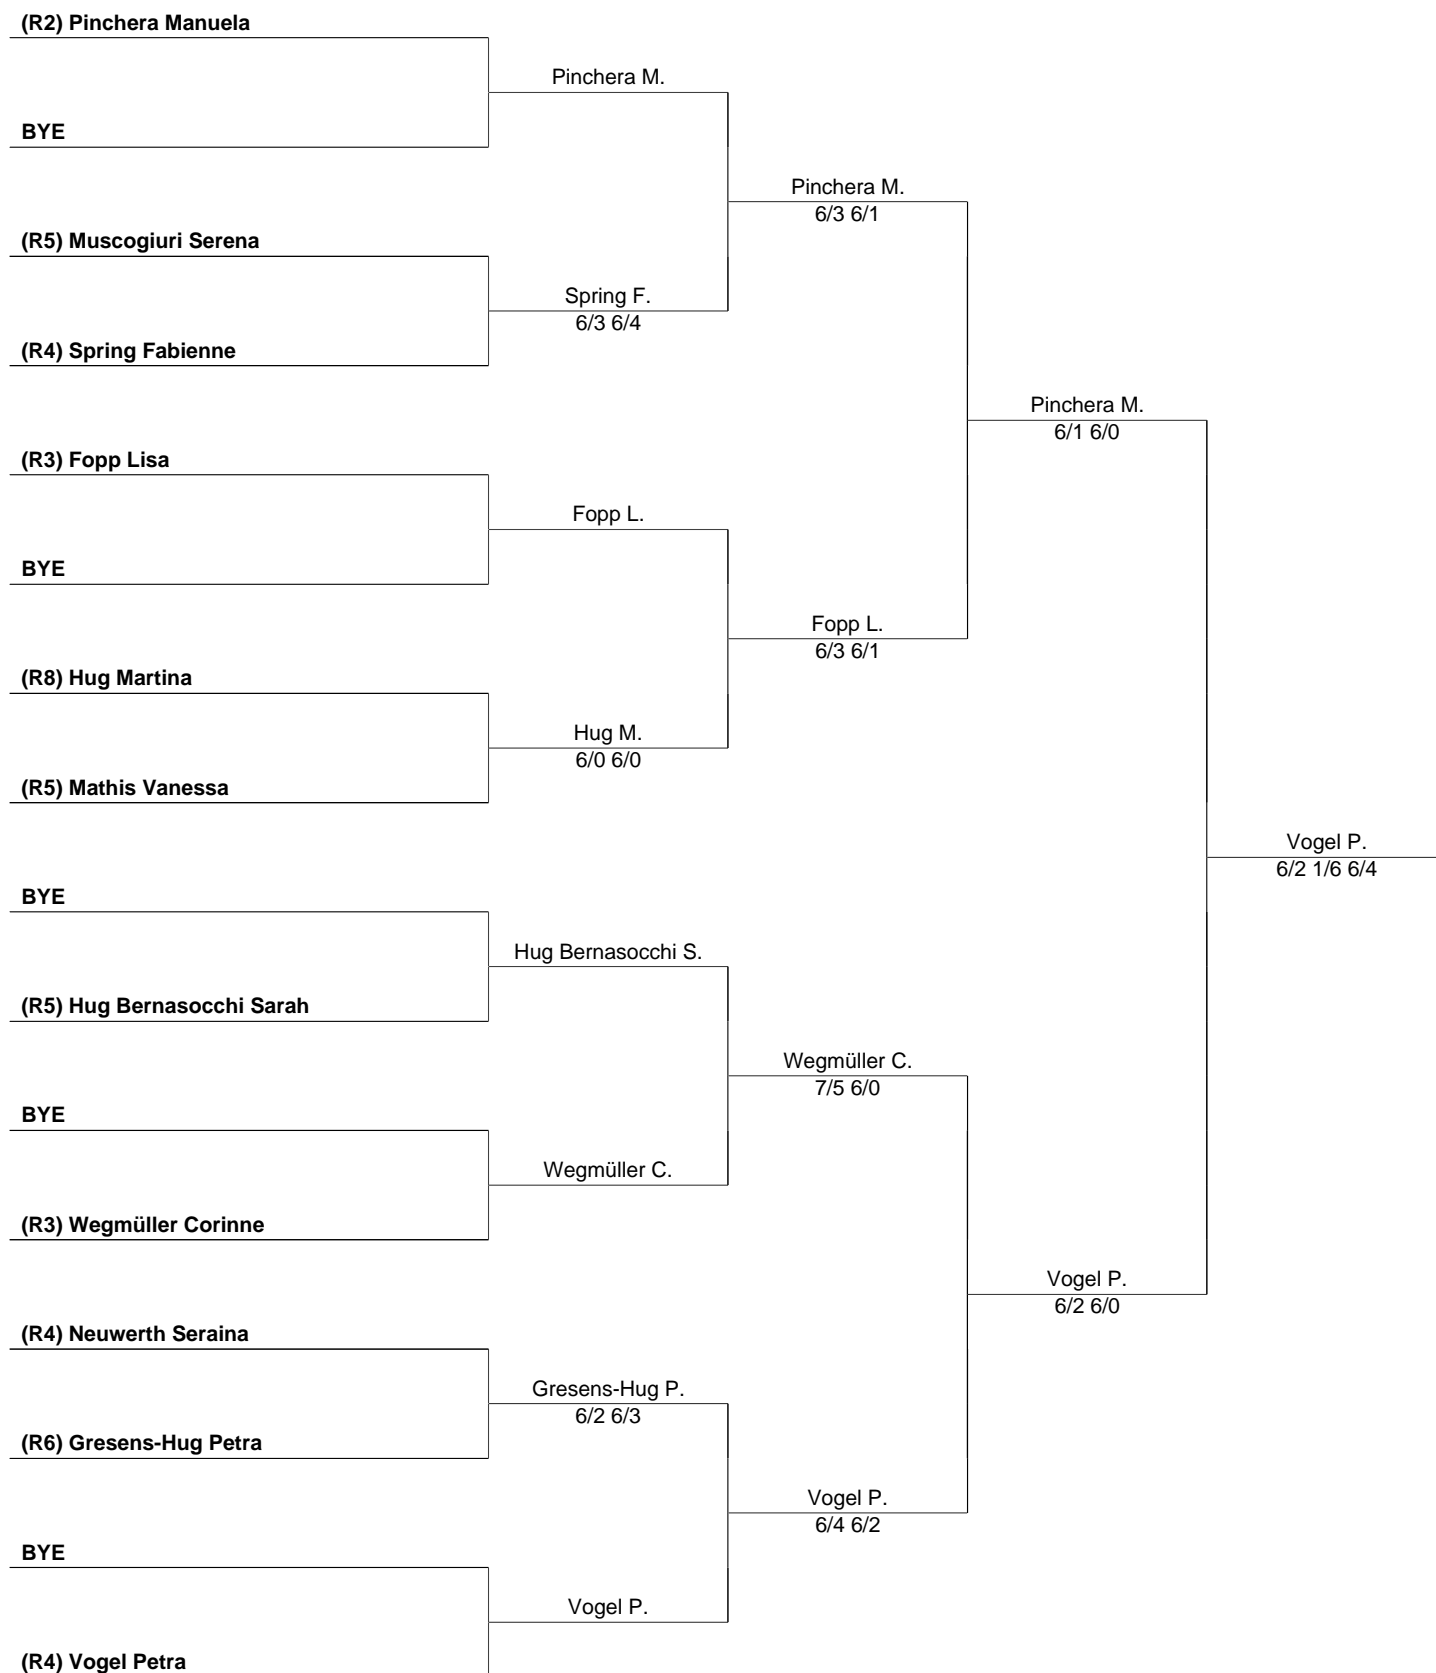 (R2) Pinchera Manuela
Pinchera M.
BYE
Pinchera M.
6/3 6/1
(R5) Muscogiuri Serena
Spring F.
6/3 6/4
(R4) Spring Fabienne
Pinchera M.
6/1 6/0
(R3) Fopp Lisa
Fopp L.
BYE
Fopp L.
6/3 6/1
(R8) Hug Martina
Hug M.
6/0 6/0
(R5) Mathis Vanessa
Vogel P.
6/2 1/6 6/4
BYE
Hug Bernasocchi S.
(R5) Hug Bernasocchi Sarah
Wegmüller C.
7/5 6/0
BYE
Wegmüller C.
(R3) Wegmüller Corinne
Vogel P.
6/2 6/0
(R4) Neuwerth Seraina
Gresens-Hug P.
6/2 6/3
(R6) Gresens-Hug Petra
Vogel P.
6/4 6/2
BYE
Vogel P.
(R4) Vogel Petra